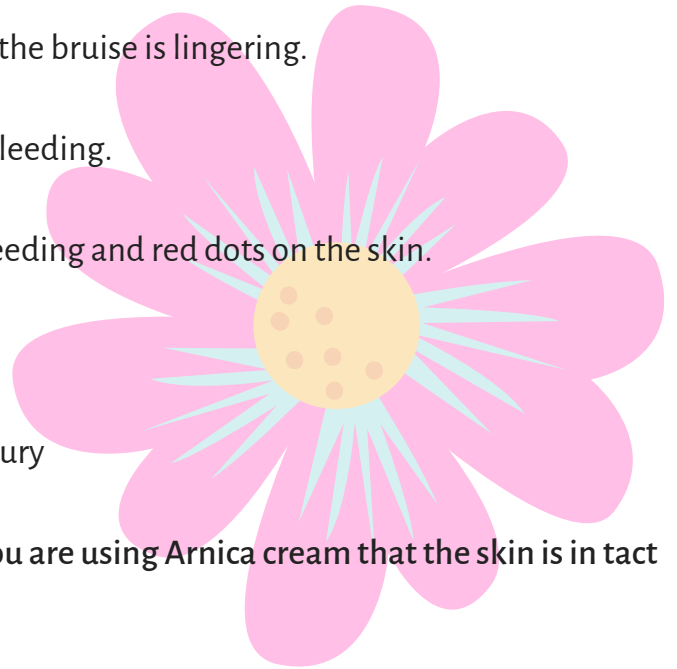 the bruise is lingering.
leeding.
eeding and red dots on the skin.
ury
ou are using Arnica cream that the skin is in tact